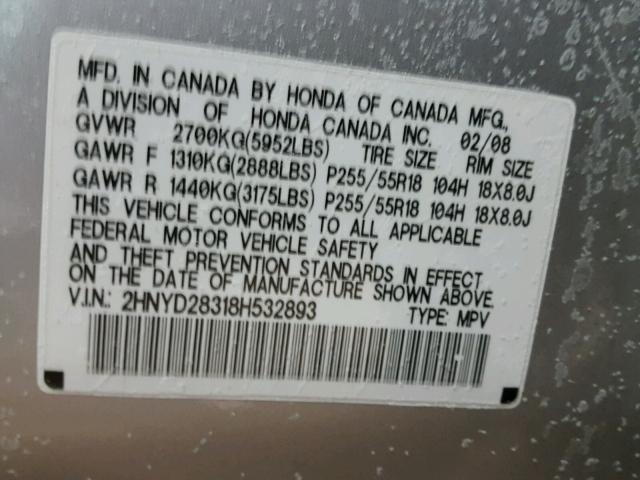 MFD. IN CANADA BY HONDA OF CANADA MFG.,
A DIVISION OF HONDA CANADA INC. 02/08
GVWR 2700KG(5952LBS) TIRE SIZE RIM SIZE
GAWR F 1310KG(2888LBS) P255/55R18 104H 18X8.0J
GAWR R 1440KG(3175LBS) P255/55R18 104H 18X8.0J
THIS VEHICLE CONFORMS TO ALL APPLICABLE
FEDERAL MOTOR VEHICLE SAFETY
AND THEFT PREVENTION STANDARDS IN EFFECT
ON THE DATE OF MANUFACTURE SHOWN ABOVE.
V.I.N.: 2HNYD28318H532893 TYPE: MPV